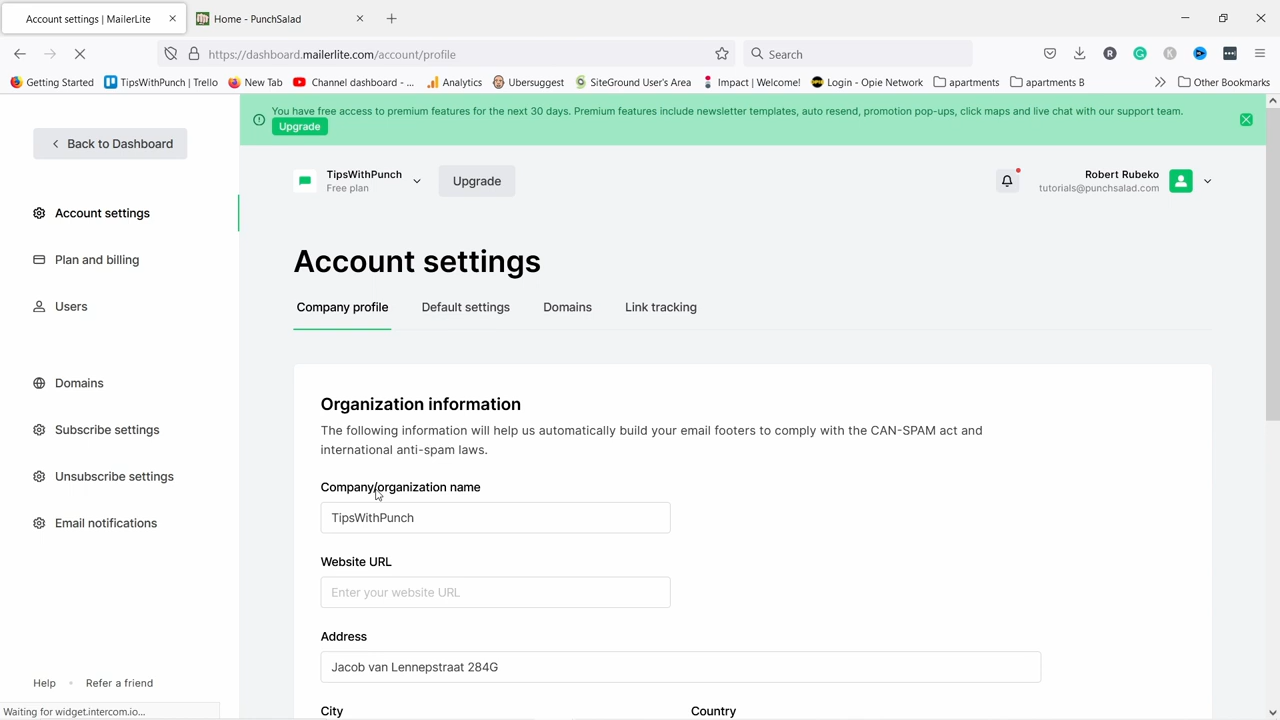 Account settings | MailerLite
Home - PunchSalad
https://dashboard.mailerlite.com/account/profile
Search
Getting Started
TipsWithPunch | Trello
New Tab
Channel dashboard - ...
Analytics
Ubersuggest
SiteGround User's Area
Impact | Welcome!
Login - Opie Network
apartments
apartments B
Other Bookmarks
You have free access to premium features for the next 30 days. Premium features include newsletter templates, auto resend, promotion pop-ups, click maps and live chat with our support team.
Upgrade
Back to Dashboard
TipsWithPunch
Free plan
Upgrade
Robert Rubeko
tutorials@punchsalad.com
Account settings
Plan and billing
Users
Domains
Subscribe settings
Unsubscribe settings
Email notifications
Account settings
Company profile
Default settings
Domains
Link tracking
Organization information
The following information will help us automatically build your email footers to comply with the CAN-SPAM act and
international anti-spam laws.
Company/organization name
TipsWithPunch
Website URL
Enter your website URL
Address
Jacob van Lennepstraat 284G
City
Country
Help
Refer a friend
Waiting for widget.intercom.io...